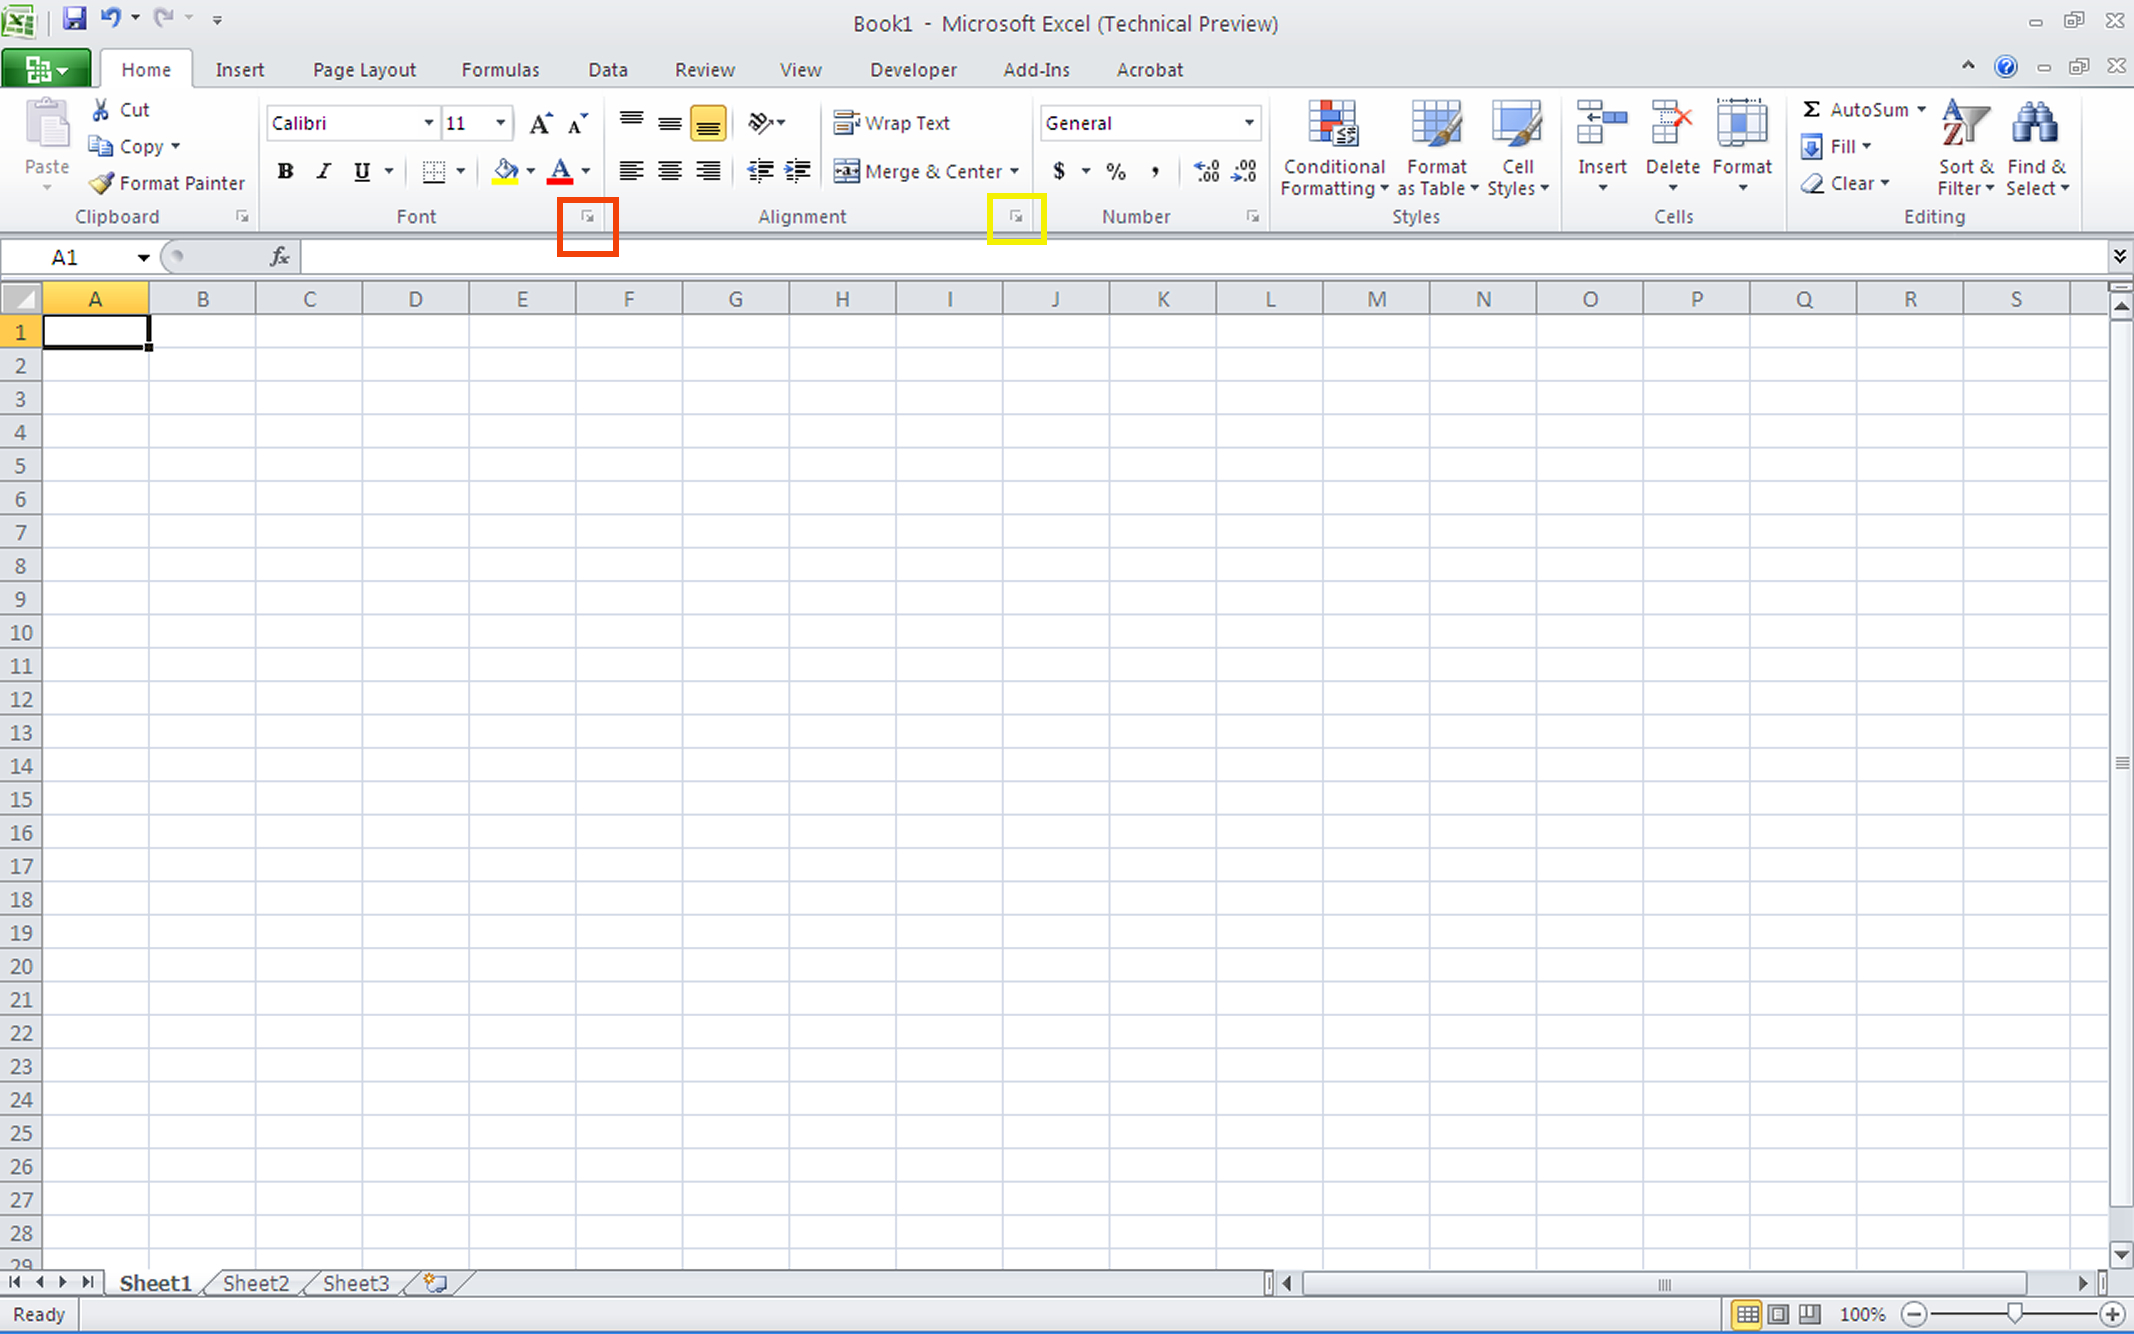 Book1 - Microsoft Excel (Technical Preview)
Home Insert Page Layout Formulas Data Review View Developer Add-Ins Acrobat
Paste
Cut
Copy
Format Painter
Clipboard
Calibri 11
B I U
Font
Wrap Text
Merge & Center
Alignment
General
$ % ,
Number
Conditional Formatting
Format as Table
Cell Styles
Styles
Insert
Delete
Format
Cells
Σ AutoSum
Fill
Clear
Sort & Filter
Find & Select
Editing
A1 fx
A B C D E F G H I J K L M N O P Q R S
1
2
3
4
5
6
7
8
9
10
11
12
13
14
15
16
17
18
19
20
21
22
23
24
25
26
27
28
29
Sheet1 Sheet2 Sheet3
Ready 100%